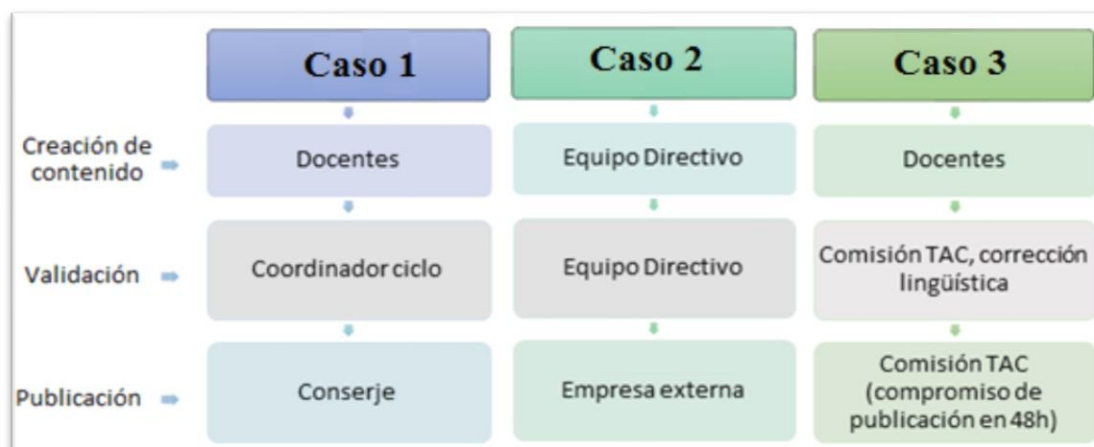 Caso 1
Caso 2
Caso 3
Creación de
contenido
Docentes
Equipo Directivo
Docentes
Validación
Coordinador ciclo
Equipo Directivo
Comisión TAC, corrección
lingüística
Publicación
Conserje
Empresa externa
Comisión TAC
(compromiso de
publicación en 48h)